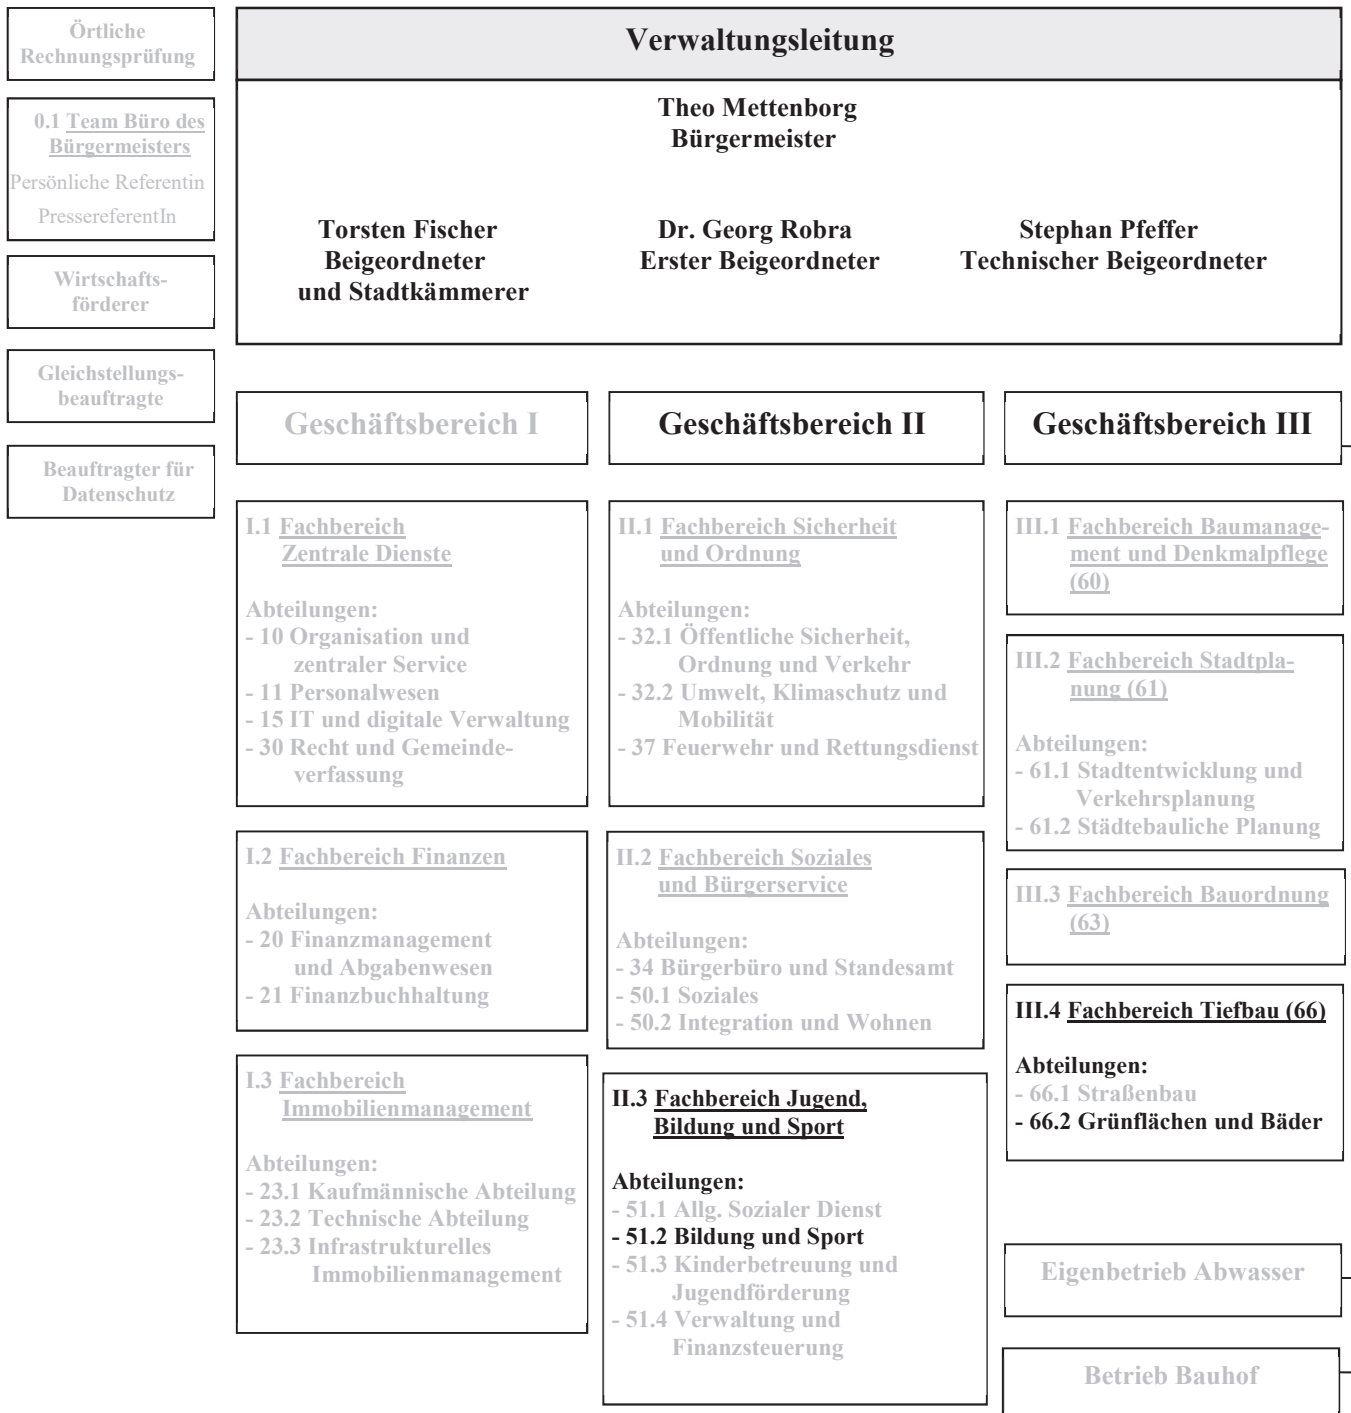 Örtliche
Rechnungsprüfung
0.1 Team Büro des
Bürgermeisters
Persönliche Referentin
PressereferentIn
Wirtschafts-
förderer
Gleichstellungs-
beauftragte
Beauftragter für
Datenschutz
Verwaltungsleitung
Theo Mettenborg
Bürgermeister
Torsten Fischer
Beigeordneter
und Stadtkämmerer
Dr. Georg Robra
Erster Beigeordneter
Stephan Pfeffer
Technischer Beigeordneter
Geschäftsbereich I
I.1 Fachbereich
Zentrale Dienste
Abteilungen:
- 10 Organisation und
zentraler Service
- 11 Personalwesen
- 15 IT und digitale Verwaltung
- 30 Recht und Gemeinde-
verfassung
I.2 Fachbereich Finanzen
Abteilungen:
- 20 Finanzmanagement
und Abgabenwesen
- 21 Finanzbuchhaltung
I.3 Fachbereich
Immobilienmanagement
Abteilungen:
- 23.1 Kaufmännische Abteilung
- 23.2 Technische Abteilung
- 23.3 Infrastrukturelles
Immobilienmanagement
Geschäftsbereich II
II.1 Fachbereich Sicherheit
und Ordnung
Abteilungen:
- 32.1 Öffentliche Sicherheit,
Ordnung und Verkehr
- 32.2 Umwelt, Klimaschutz und
Mobilität
- 37 Feuerwehr und Rettungsdienst
II.2 Fachbereich Soziales
und Bürgerservice
Abteilungen:
- 34 Bürgerbüro und Standesamt
- 50.1 Soziales
- 50.2 Integration und Wohnen
II.3 Fachbereich Jugend,
Bildung und Sport
Abteilungen:
- 51.1 Allg. Sozialer Dienst
- 51.2 Bildung und Sport
- 51.3 Kinderbetreuung und
Jugendförderung
- 51.4 Verwaltung und
Finanzsteuerung
Geschäftsbereich III
III.1 Fachbereich Baumanage-
ment und Denkmalpflege
(60)
III.2 Fachbereich Stadtpla-
nung (61)
Abteilungen:
- 61.1 Stadtentwicklung und
Verkehrsplanung
- 61.2 Städtebauliche Planung
III.3 Fachbereich Bauordnung
(63)
III.4 Fachbereich Tiefbau (66)
Abteilungen:
- 66.1 Straßenbau
- 66.2 Grünflächen und Bäder
Eigenbetrieb Abwasser
Betrieb Bauhof